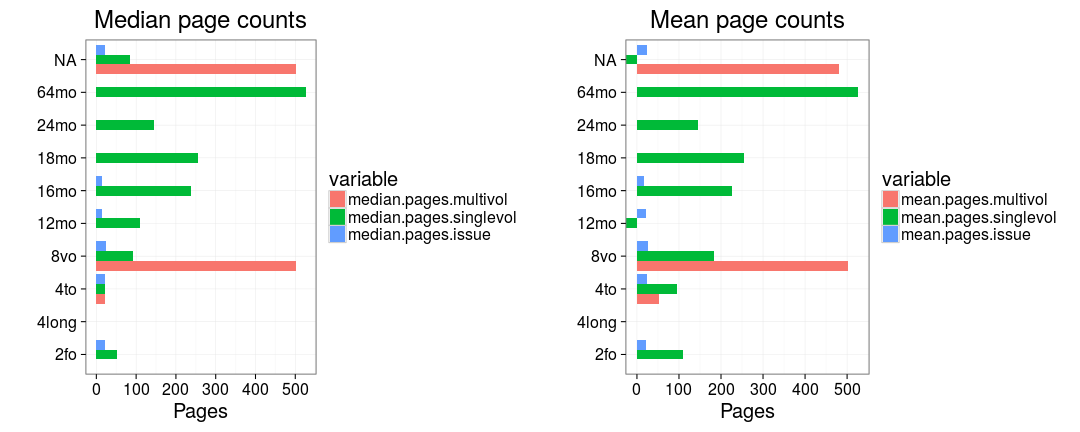 Median page counts
NA
64mo
24mo
18mo
16mo
12mo
8vo
4to
4long
2fo
0 100 200 300 400 500
Pages
variable
median.pages.multivol
median.pages.singlevol
median.pages.issue
Mean page counts
NA
64mo
24mo
18mo
16mo
12mo
8vo
4to
4long
2fo
0 100 200 300 400 500
Pages
variable
mean.pages.multivol
mean.pages.singlevol
mean.pages.issue